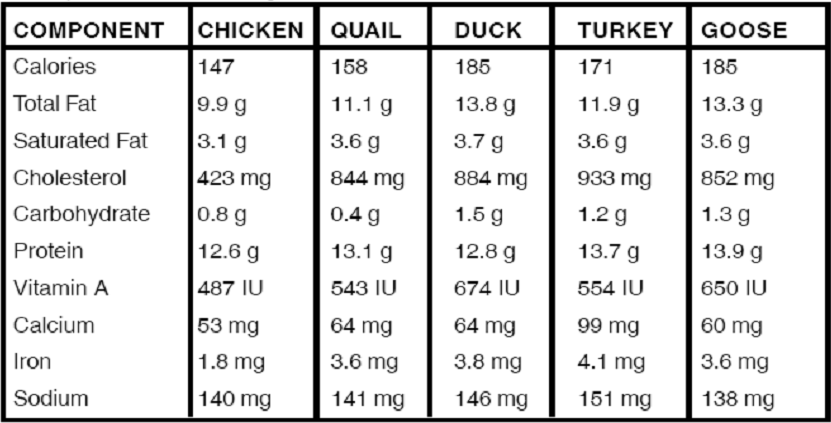 COMPONENT CHICKEN QUAIL DUCK TURKEY GOOSE
Calories 147 158 185 171 185
Total Fat 9.9 g 11.1 g 13.8 g 11.9 g 13.3 g
Saturated Fat 3.1 g 3.6 g 3.7 g 3.6 g 3.6 g
Cholesterol 423 mg 844 mg 884 mg 933 mg 852 mg
Carbohydrate 0.8 g 0.4 g 1.5 g 1.2 g 1.3 g
Protein 12.6 g 13.1 g 12.8 g 13.7 g 13.9 g
Vitamin A 487 IU 543 IU 674 IU 554 IU 650 IU
Calcium 53 mg 64 mg 64 mg 99 mg 60 mg
Iron 1.8 mg 3.6 mg 3.8 mg 4.1 mg 3.6 mg
Sodium 140 mg 141 mg 146 mg 151 mg 138 mg